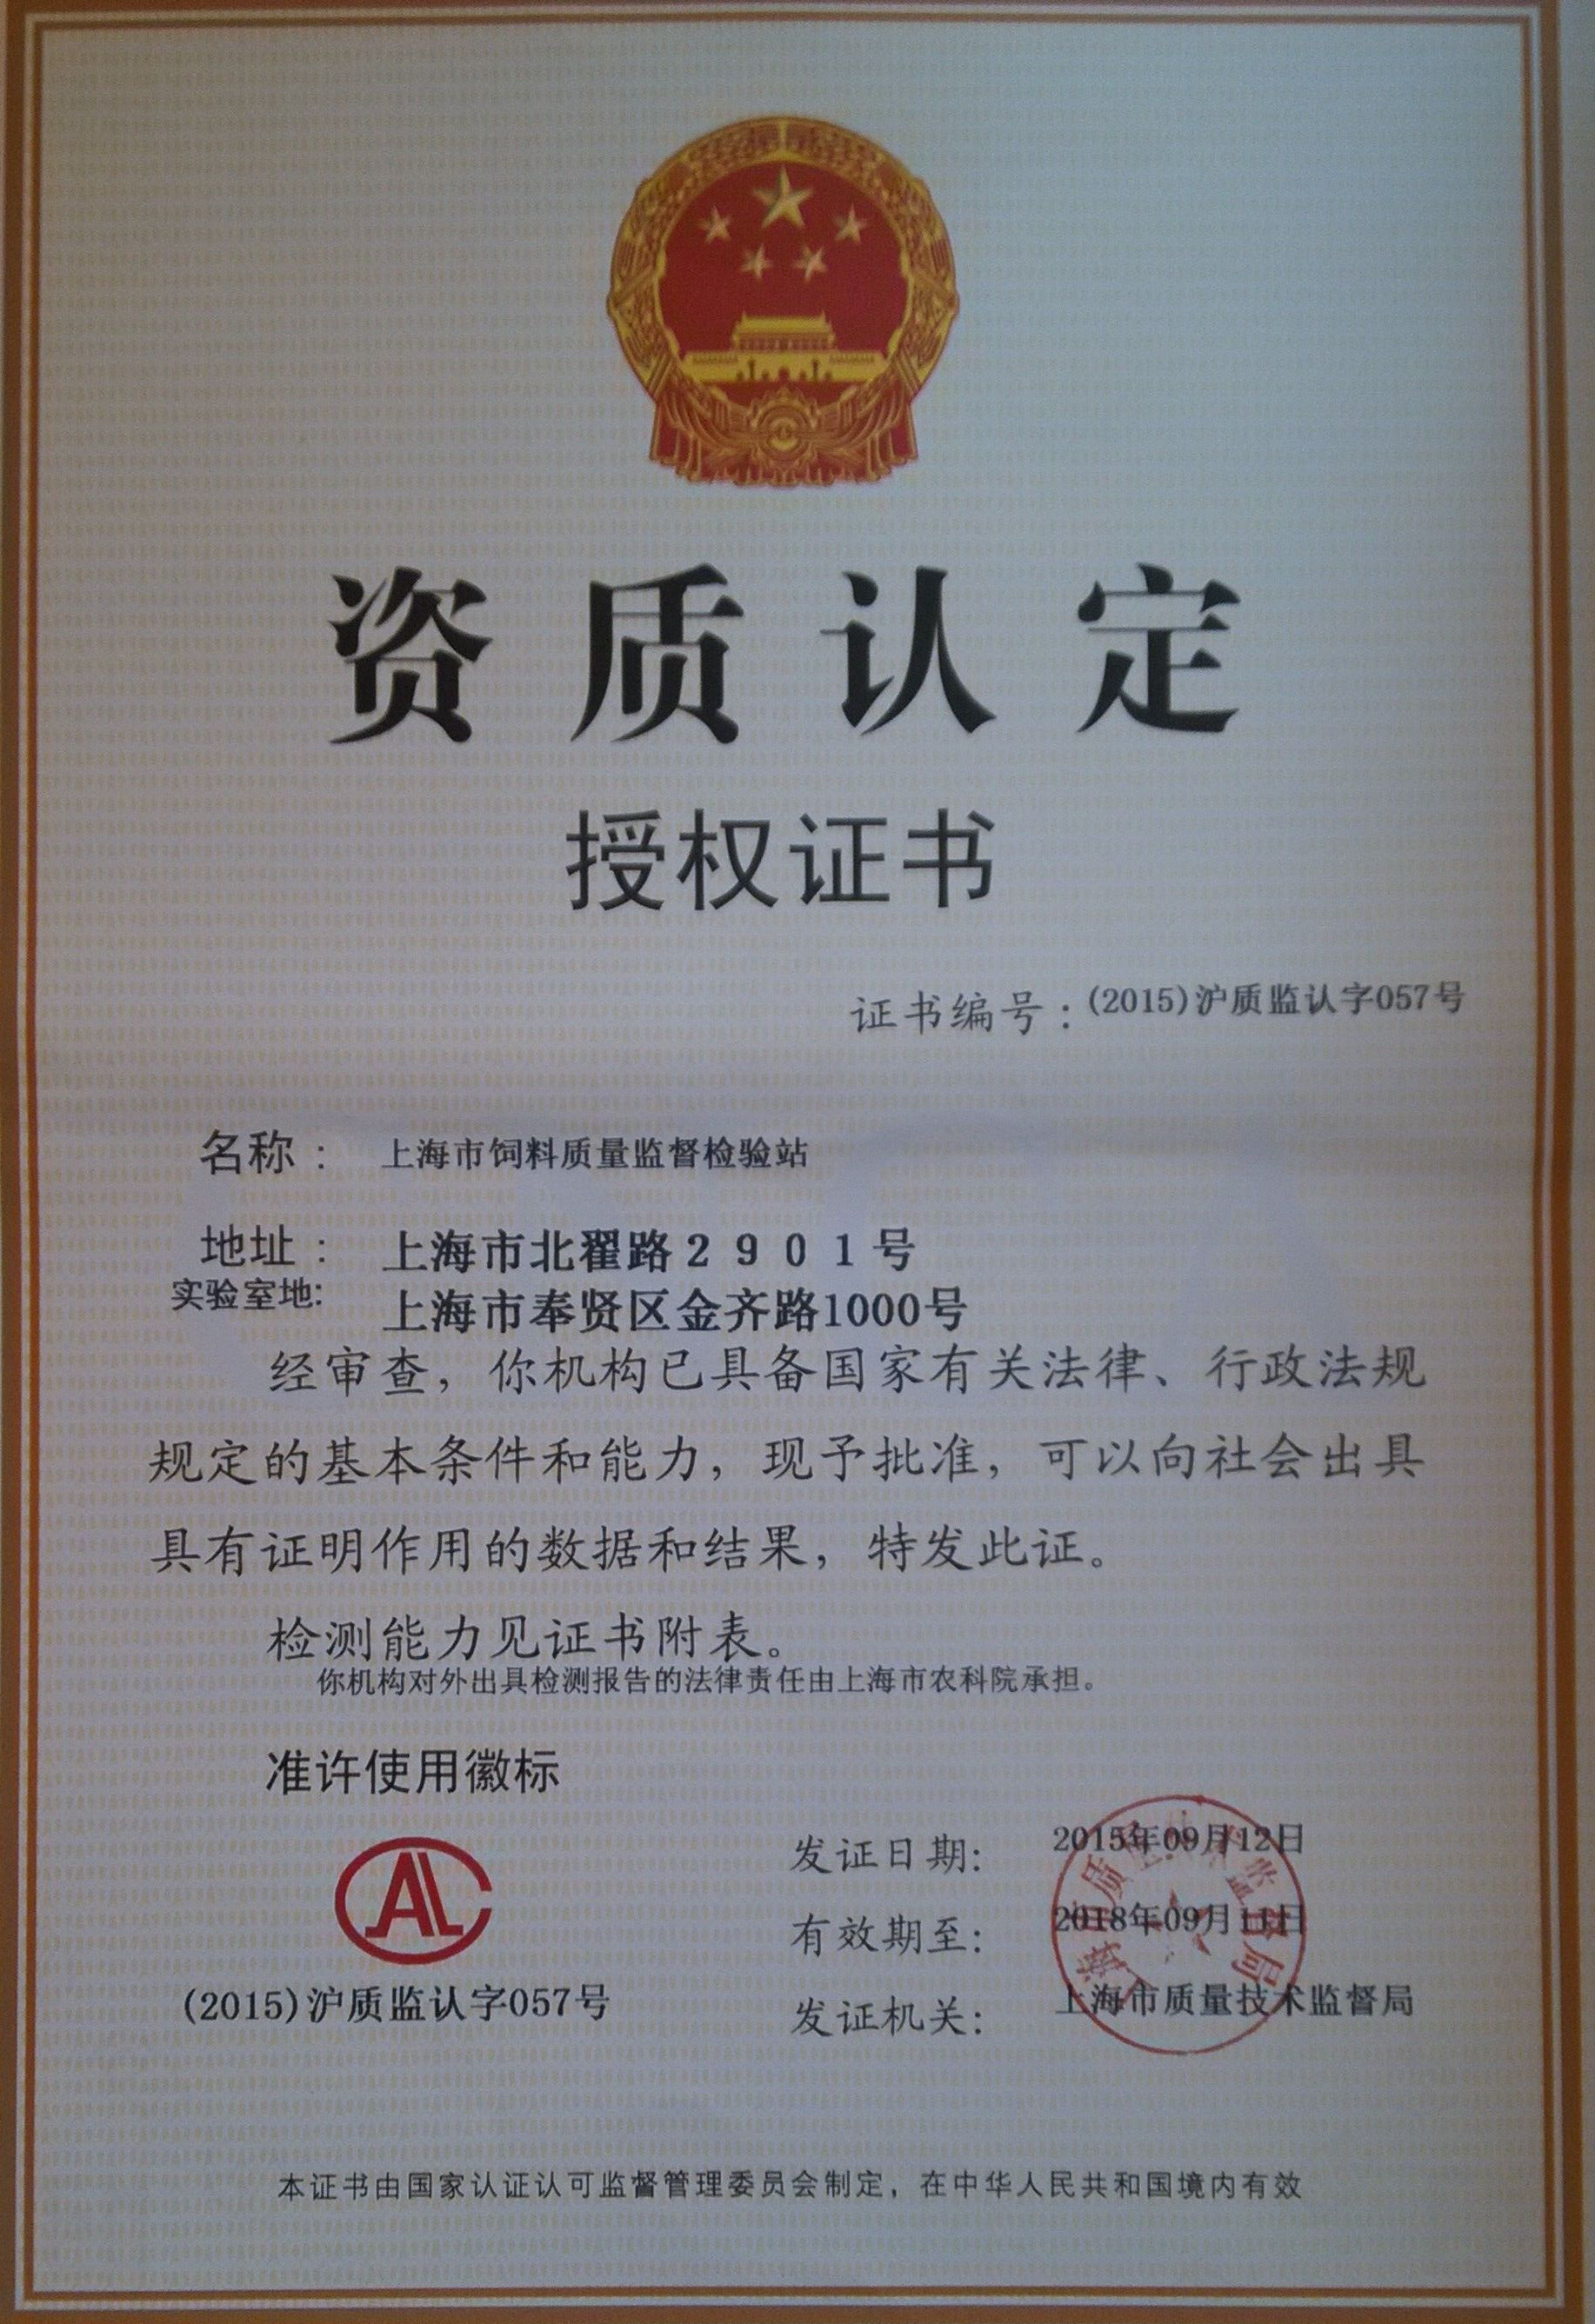 资质认定
授权证书
证书编号：(2015)沪质监认字057号
名称： 上海市饲料质量监督检验站
地址： 上海市北翟路2901号
实验室地: 上海市奉贤区金齐路1000号
经审查，你机构已具备国家有关法律、行政法规
规定的基本条件和能力，现予批准，可以向社会出具
具有证明作用的数据和结果，特发此证。
检测能力见证书附表。
你机构对外出具检测报告的法律责任由上海市农科院承担。
准许使用徽标
CAL
(2015)沪质监认字057号
发证日期: 2015年09月12日
有效期至: 2018年09月11日
发证机关: 上海市质量技术监督局
本证书由国家认证认可监督管理委员会制定，在中华人民共和国境内有效